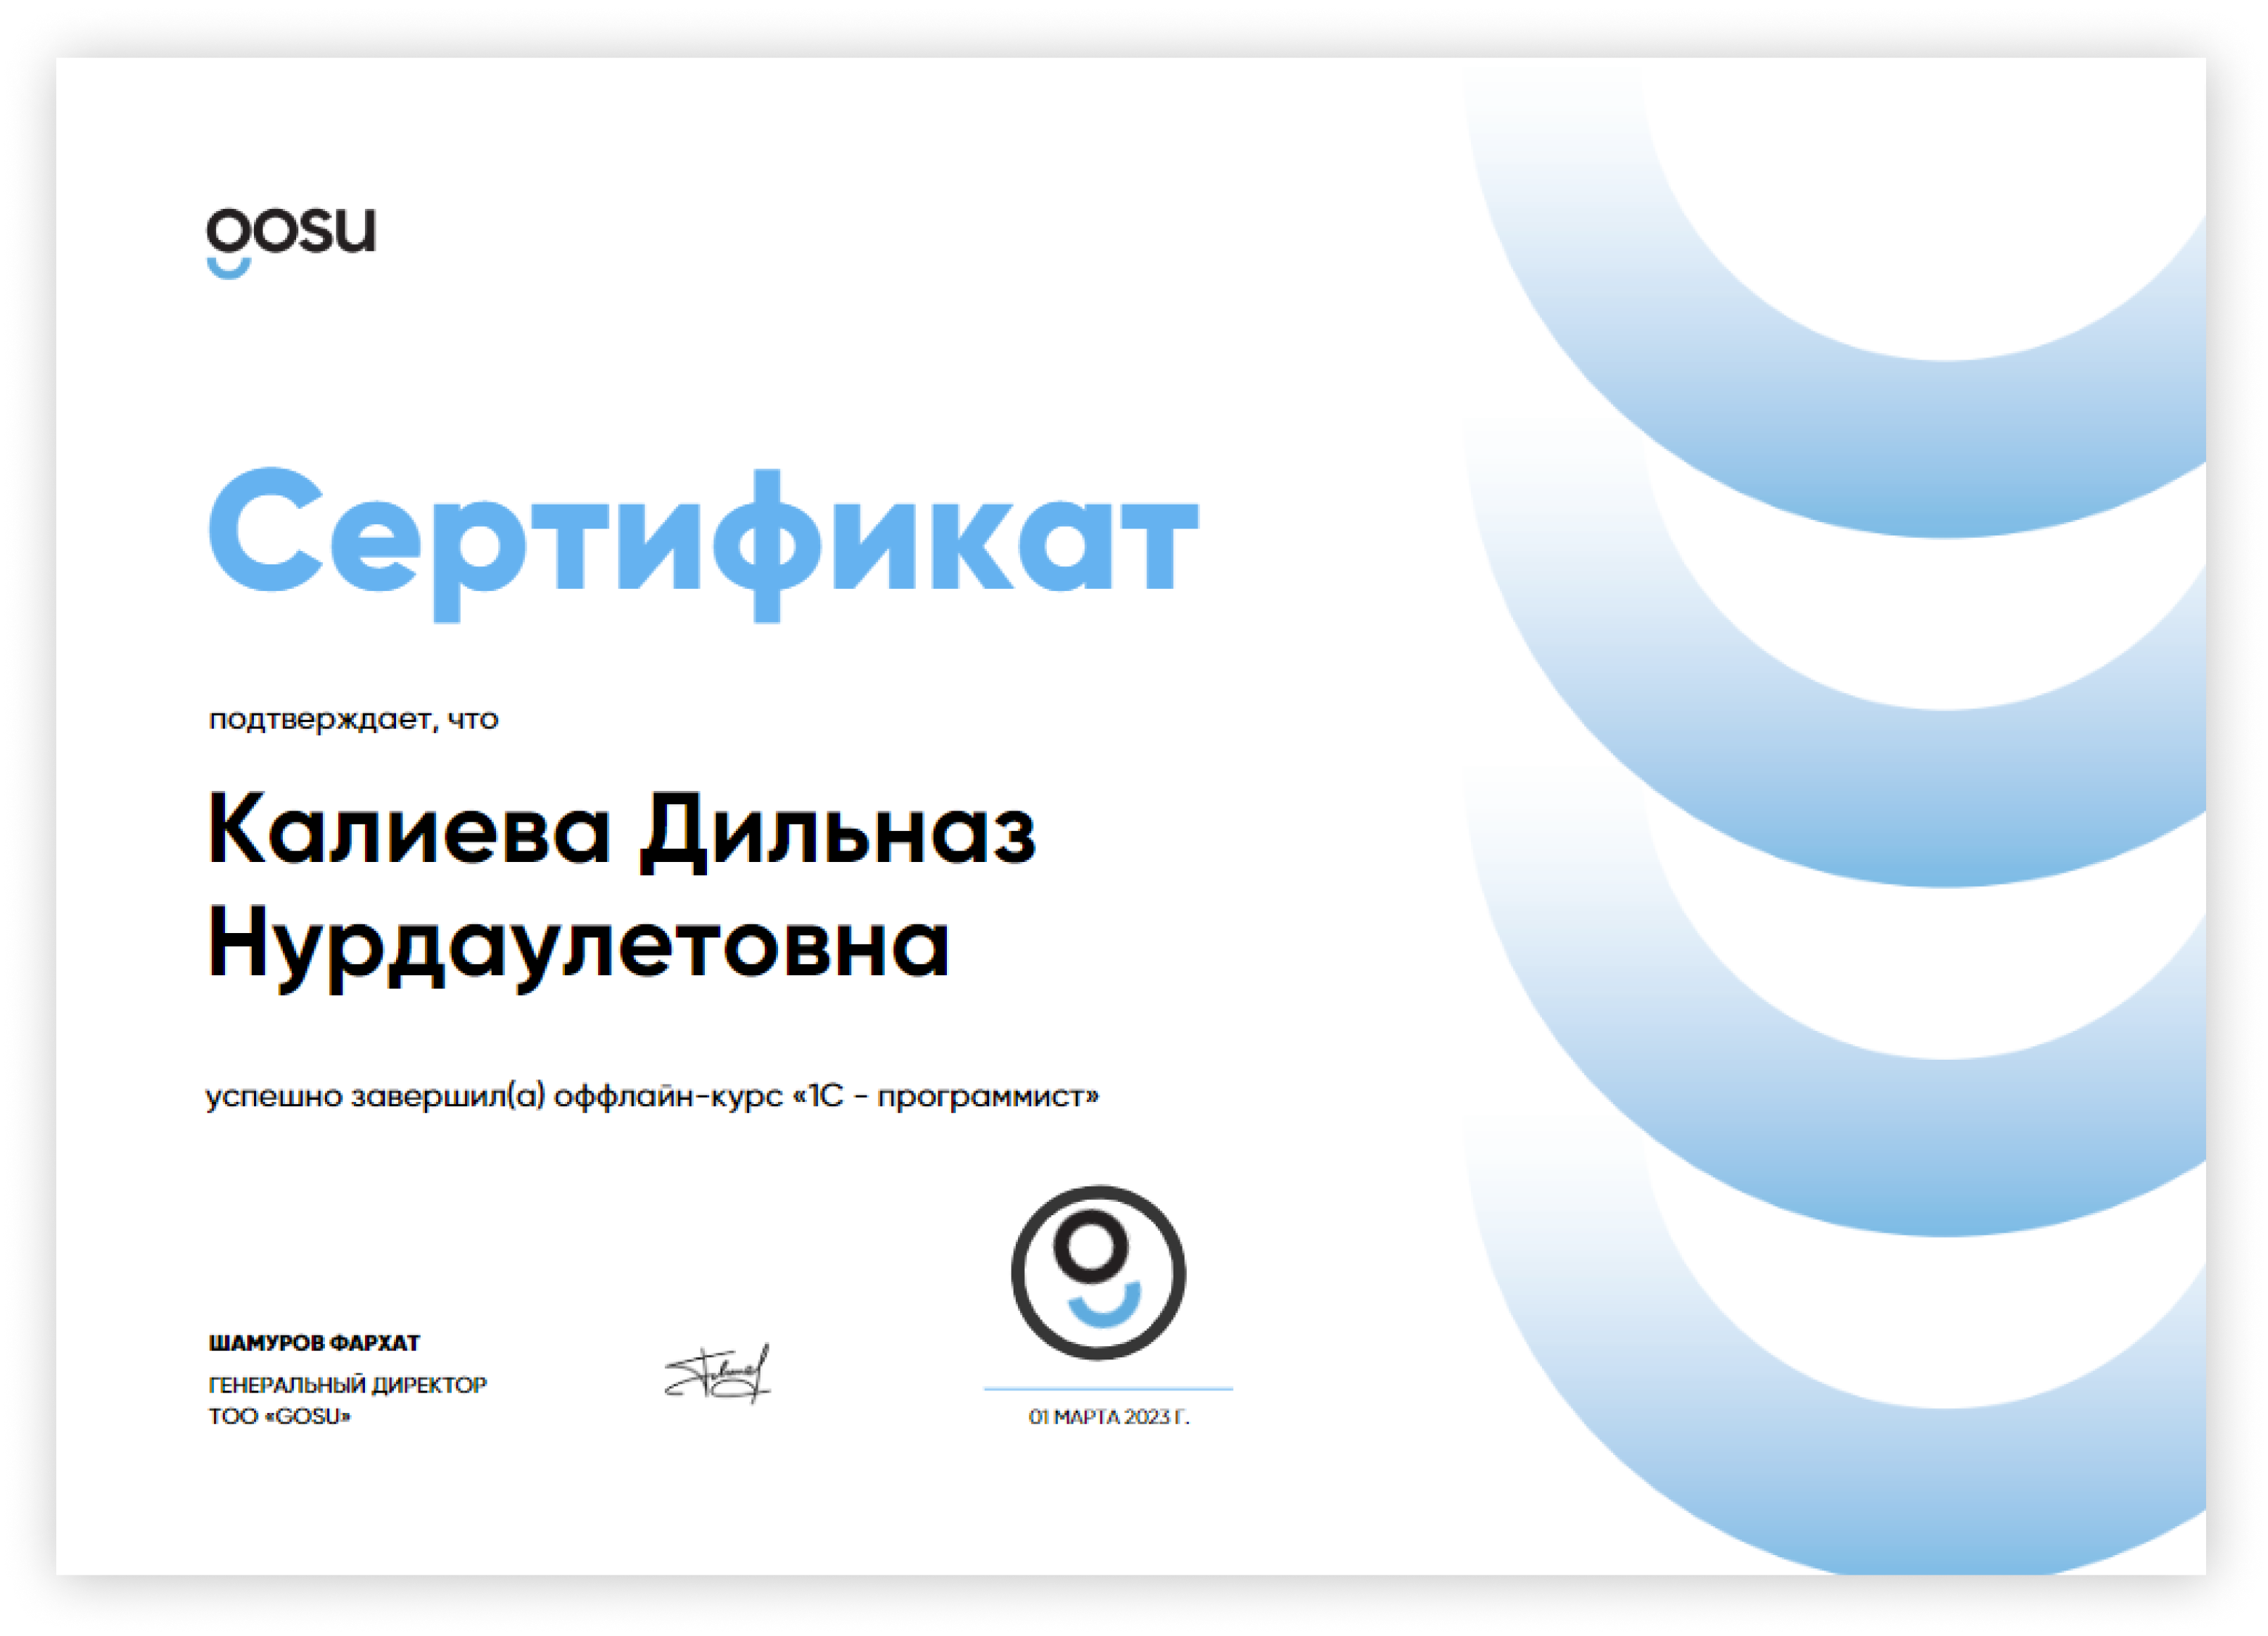 gosu
Сертификат
подтверждает, что
Калиева Дильназ
Нурдаулетовна
успешно завершил(а) оффлайн-курс «1С - программист»
ШАМУРОВ ФАРХАТ
ГЕНЕРАЛЬНЫЙ ДИРЕКТОР
ТОО «GOSU»
01 МАРТА 2023 Г.